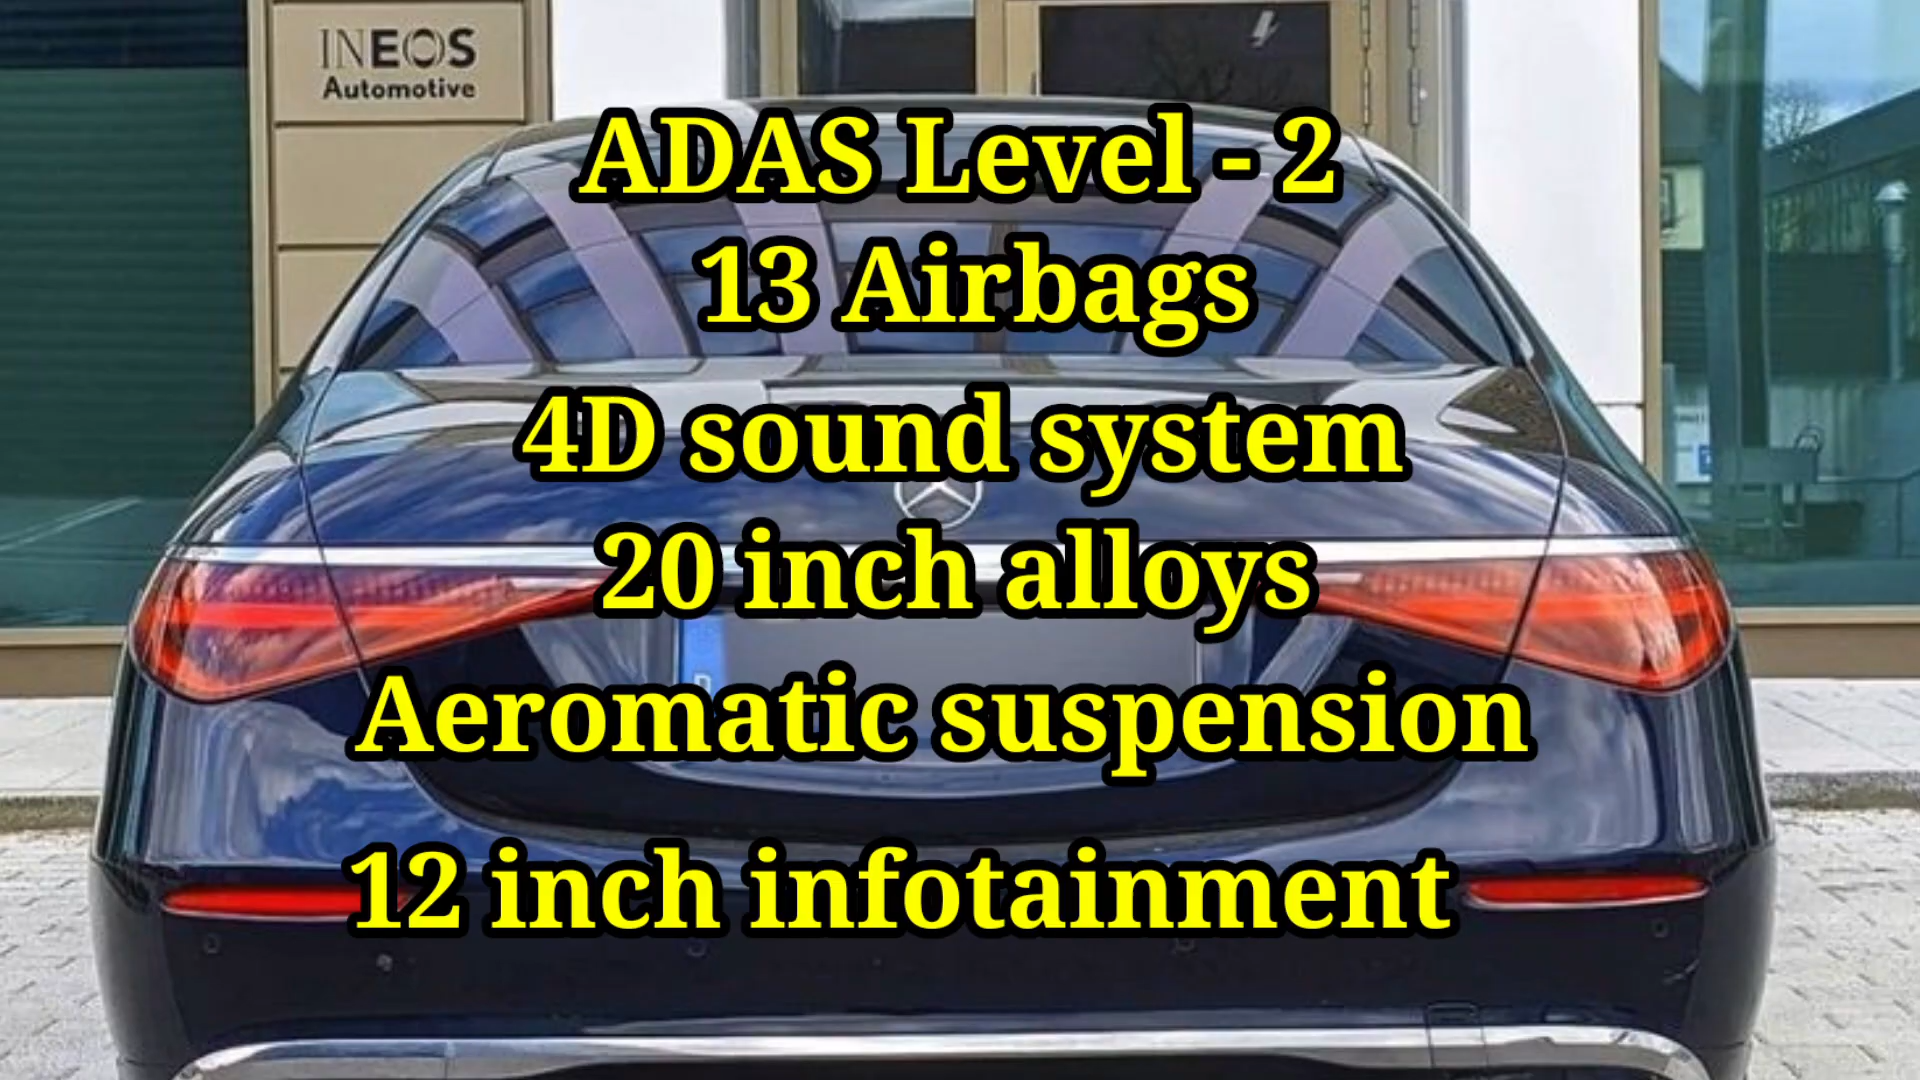 INEOS
Automotive
ADAS Level - 2
13 Airbags
4D sound system
20 inch alloys
Aeromatic suspension
12 inch infotainment
D